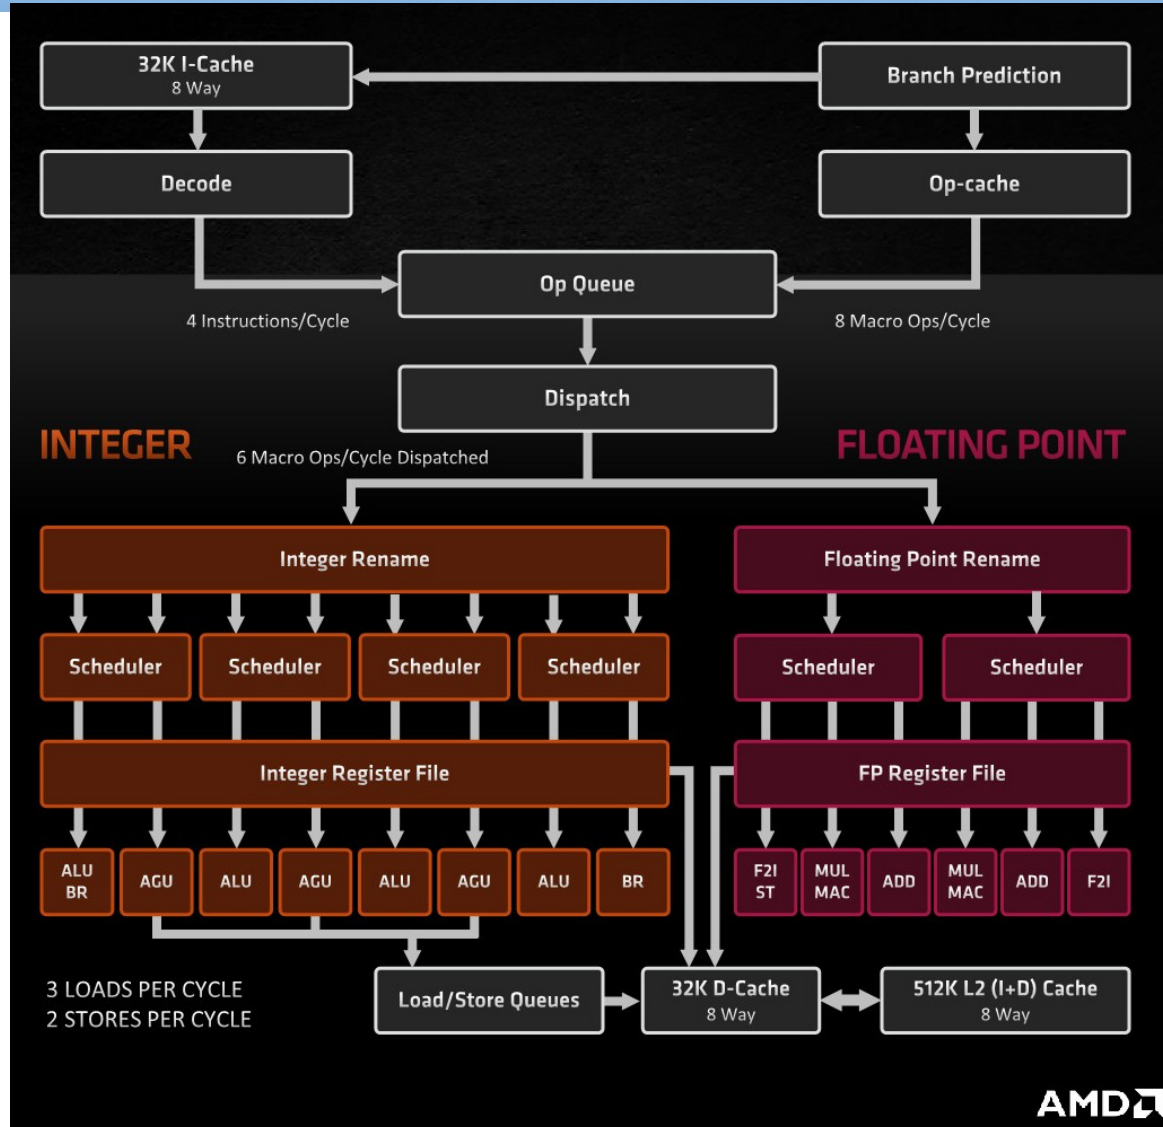 32K I-Cache
8 Way
Branch Prediction
Decode
Op-cache
Op Queue
4 Instructions/Cycle
8 Macro Ops/Cycle
Dispatch
INTEGER
FLOATING POINT
6 Macro Ops/Cycle Dispatched
Integer Rename
Floating Point Rename
Scheduler
Scheduler
Scheduler
Scheduler
Scheduler
Scheduler
Integer Register File
FP Register File
ALU
BR
AGU
ALU
AGU
ALU
AGU
ALU
BR
F2I
ST
MUL
MAC
ADD
MUL
MAC
ADD
F2I
3 LOADS PER CYCLE
2 STORES PER CYCLE
Load/Store Queues
32K D-Cache
8 Way
512K L2 (I+D) Cache
8 Way
AMD